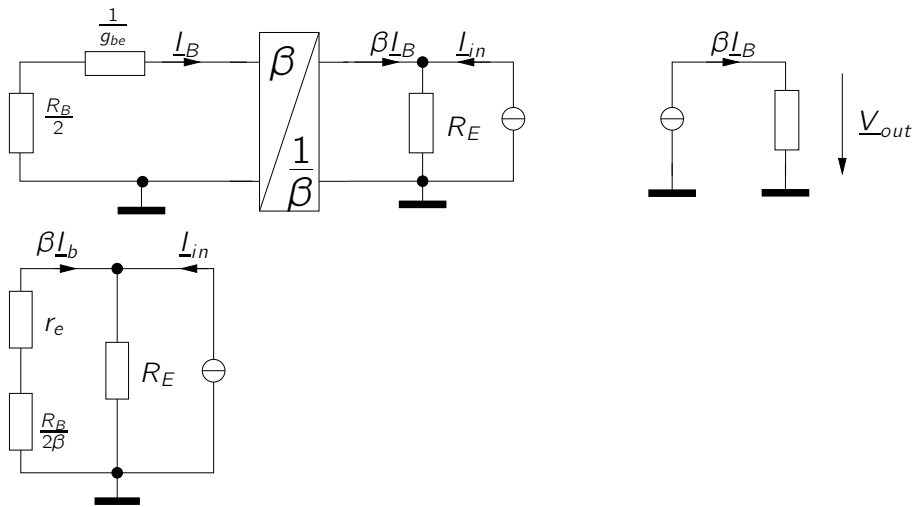 1/g_be
I_B
β
βI_B
I_in
R_B/2
R_E
1/β
βI_B
V_out
βI_b
I_in
r_e
R_E
R_B/2β